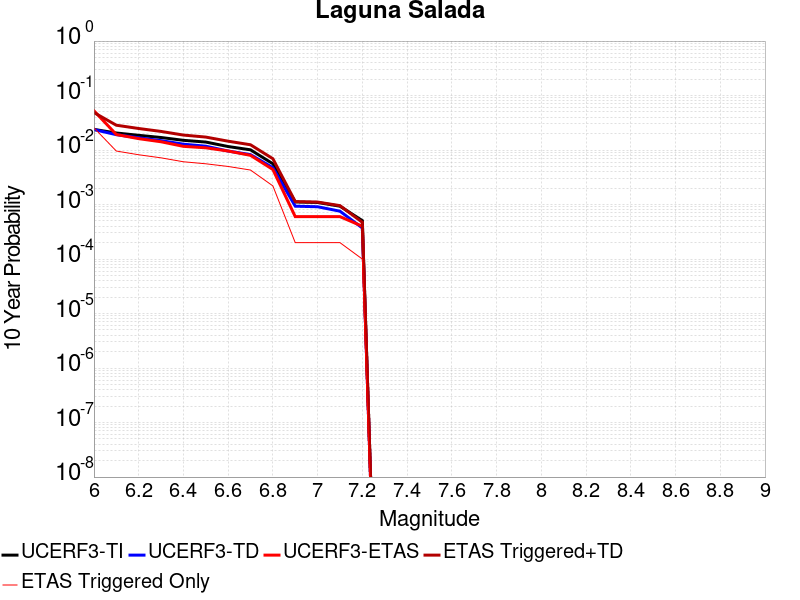 Laguna Salada
10 0
10 -1
10 -2
10 -3
10 -4
10 -5
10 -6
10 -7
10 -8
10 Year Probability
6 6.2 6.4 6.6 6.8 7 7.2 7.4 7.6 7.8 8 8.2 8.4 8.6 8.8 9
Magnitude
UCERF3-TI UCERF3-TD UCERF3-ETAS ETAS Triggered+TD
ETAS Triggered Only